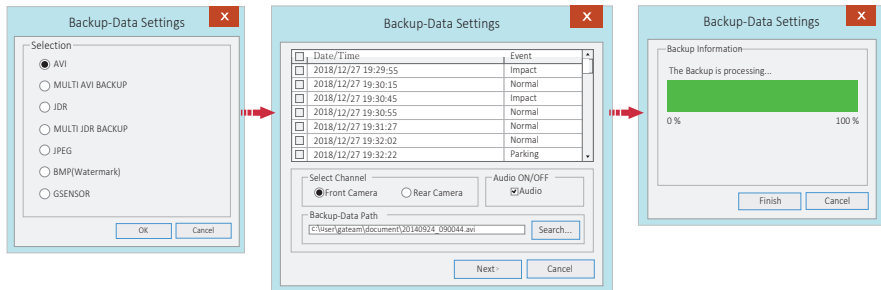 Backup-Data Settings
X
Selection
AVI
MULTI AVI BACKUP
JDR
MULTI JDR BACKUP
JPEG
BMP(Watermark)
GSENSOR
OK Cancel
Backup-Data Settings
X
Date/Time Event
2018/12/27 19:29:55 Impact
2018/12/27 19:30:15 Normal
2018/12/27 19:30:45 Impact
2018/12/27 19:30:55 Normal
2018/12/27 19:31:27 Normal
2018/12/27 19:32:02 Normal
2018/12/27 19:32:22 Parking
Select Channel Audio ON/OFF
Front Camera Rear Camera Audio
Backup-Data Path
c:\user\gateam\document\20140924_090044.avi Search...
Next> Cancel
Backup-Data Settings
X
Backup Information
The Backup is processing...
0 % 100 %
Finish Cancel